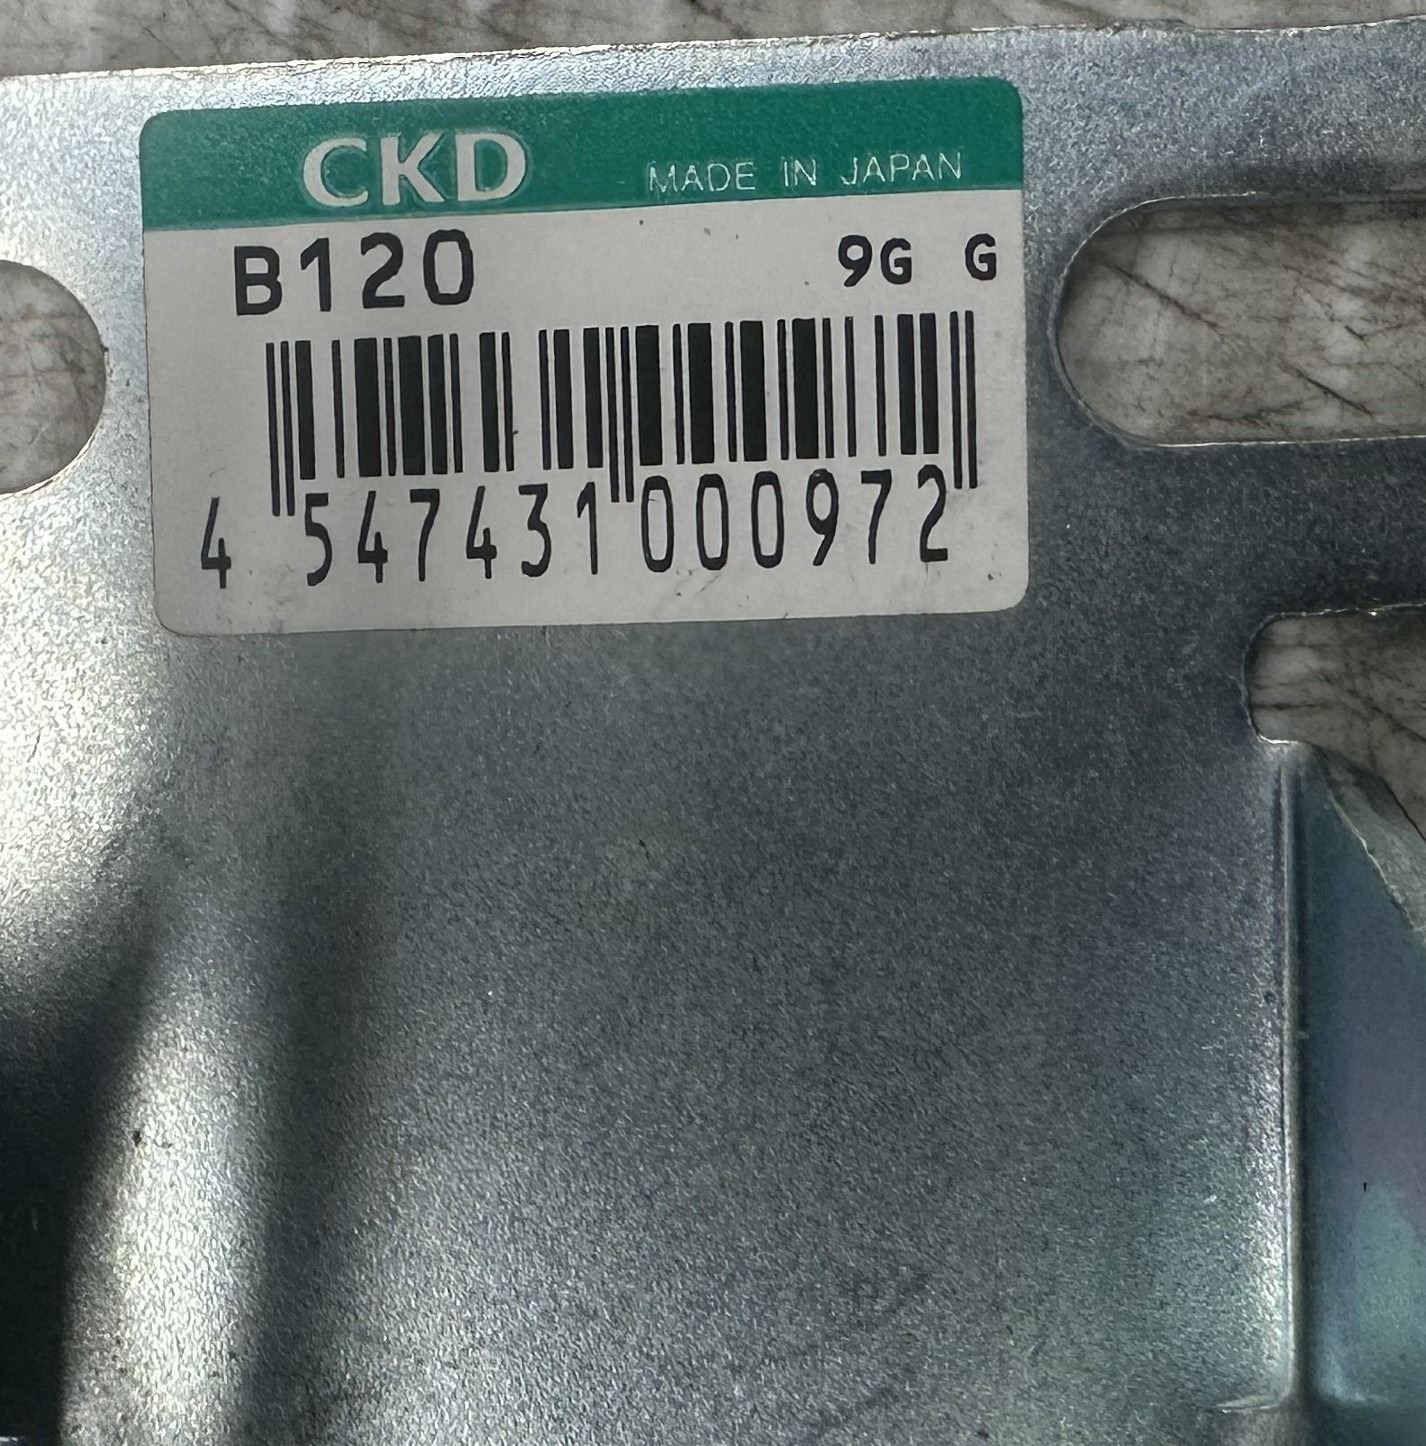 CKD MADE IN JAPAN
B120 9G G
4 547431 000972